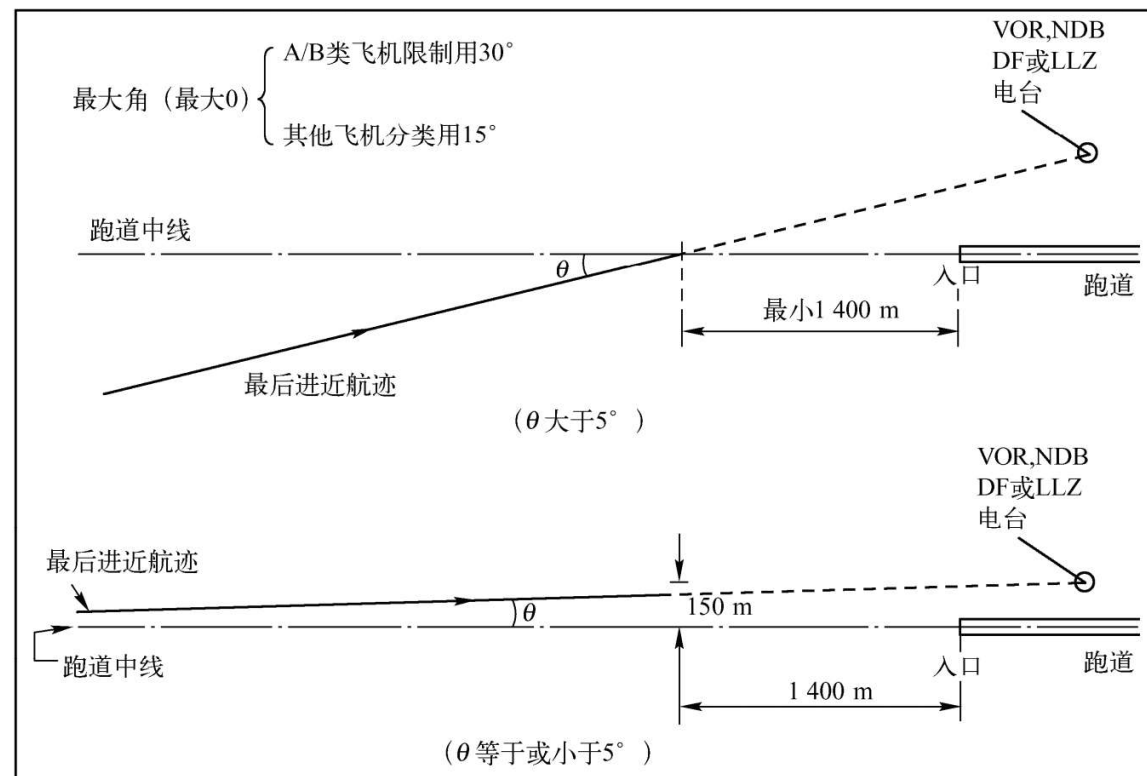 A/B类飞机限制用30°
最大角（最大0）
其他飞机分类用15°
VOR,NDB
DF或LLZ
电台
跑道中线
θ
入口
跑道
最小1 400 m
最后进近航迹
（θ大于5°）
VOR,NDB
DF或LLZ
电台
最后进近航迹
θ
150 m
跑道中线
入口
跑道
1 400 m
（θ等于或小于5°）